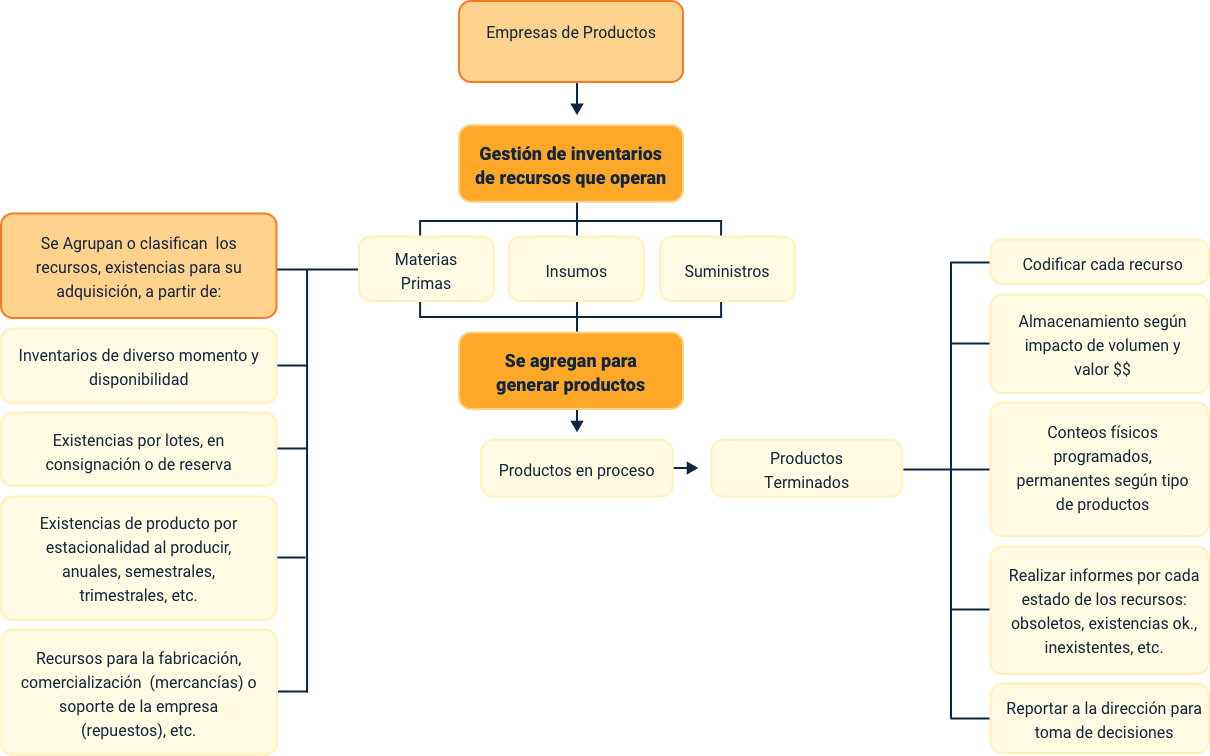 Empresas de Productos
Gestión de inventarios
de recursos que operan
Materias
Primas
Insumos
Suministros
Se agregan para
generar productos
Productos en proceso
Productos
Terminados
Se Agrupan o clasifican los
recursos, existencias para su
adquisición, a partir de:
Inventarios de diverso momento y
disponibilidad
Existencias por lotes, en
consignación o de reserva
Existencias de producto por
estacionalidad al producir,
anuales, semestrales,
trimestrales, etc.
Recursos para la fabricación,
comercialización (mercancías) o
soporte de la empresa
(repuestos), etc.
Codificar cada recurso
Almacenamiento según
impacto de volumen y
valor $$
Conteos físicos
programados,
permanentes según tipo
de productos
Realizar informes por cada
estado de los recursos:
obsoletos, existencias ok.,
inexistentes, etc.
Reportar a la dirección para
toma de decisiones